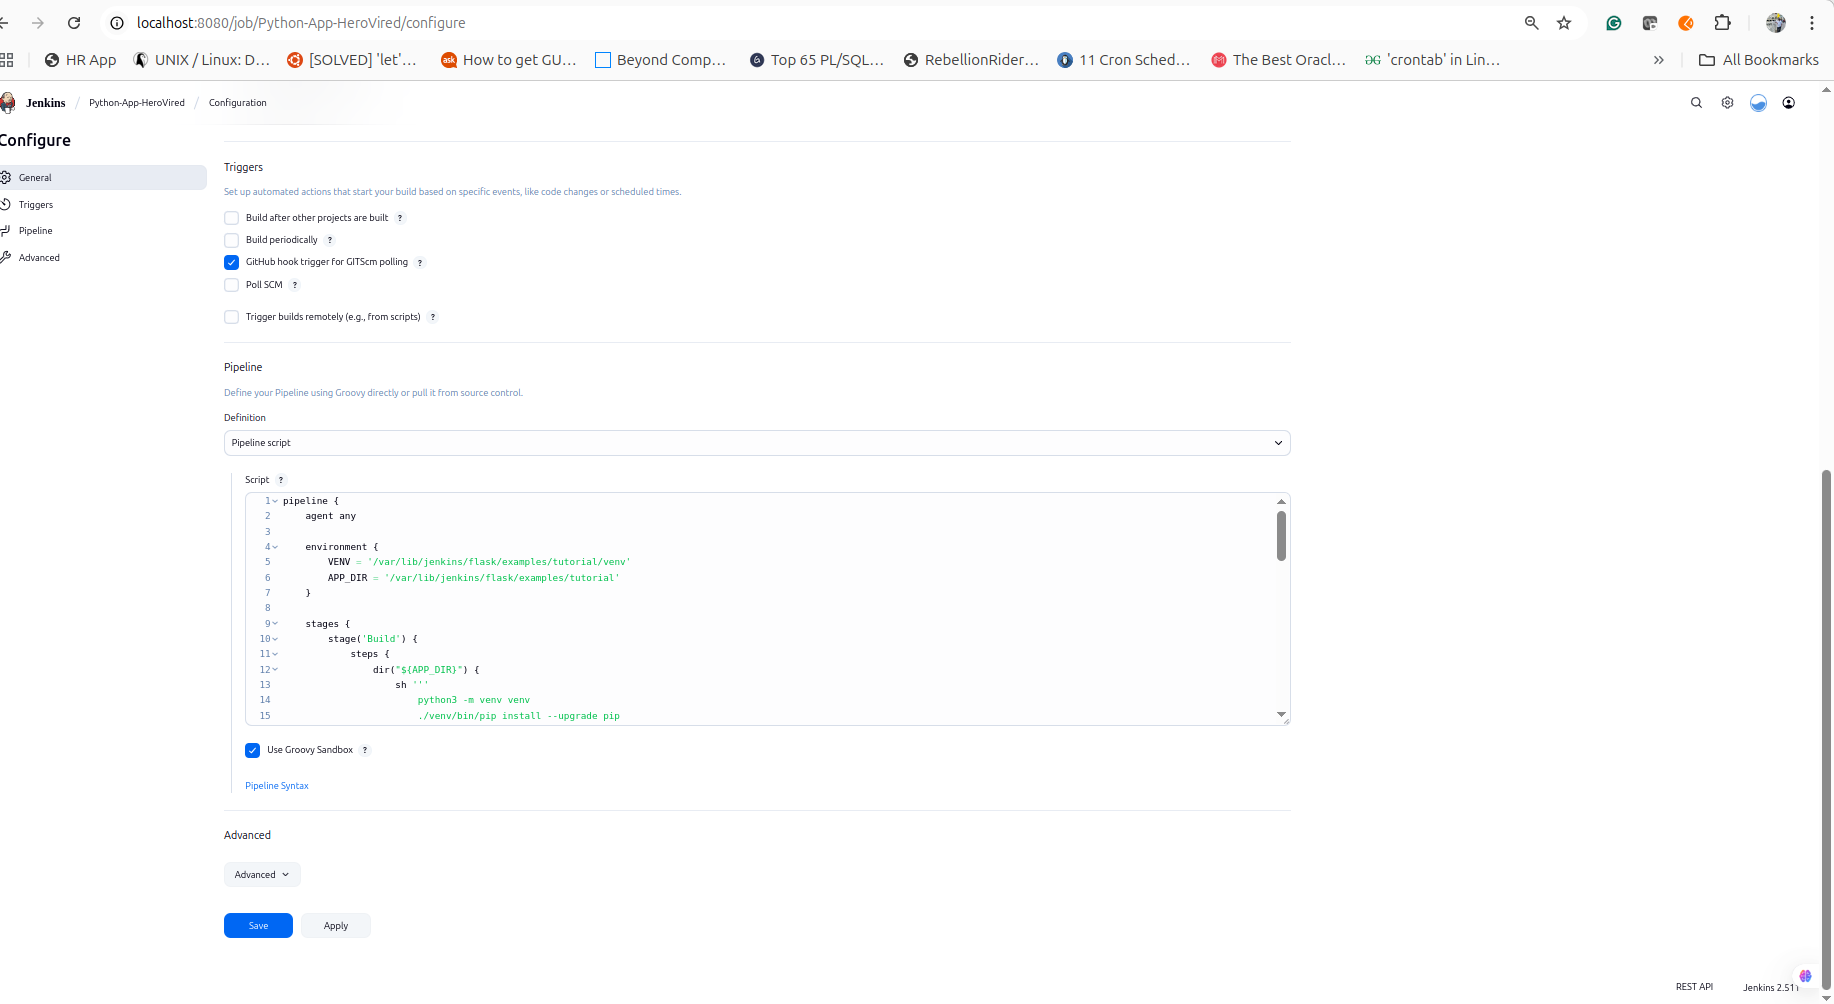 localhost:8080/job/Python-App-HeroVired/configure
HR App
UNIX / Linux: D...
[SOLVED] 'let'...
How to get GU...
Beyond Comp...
Top 65 PL/SQL...
RebellionRider...
11 Cron Sched...
The Best Oracl...
'crontab' in Lin...
All Bookmarks
Jenkins / Python-App-HeroVired / Configuration
Configure
General
Triggers
Pipeline
Advanced
Triggers
Set up automated actions that start your build based on specific events, like code changes or scheduled times.
Build after other projects are built ?
Build periodically ?
GitHub hook trigger for GITScm polling ?
Poll SCM ?
Trigger builds remotely (e.g., from scripts) ?
Pipeline
Define your Pipeline using Groovy directly or pull it from source control.
Definition
Pipeline script
Script ?
1 pipeline {
2 agent any
3
4 environment {
5 VENV = '/var/lib/jenkins/flask/examples/tutorial/venv'
6 APP_DIR = '/var/lib/jenkins/flask/examples/tutorial'
7 }
8
9 stages {
10 stage('Build') {
11 steps {
12 dir("${APP_DIR}") {
13 sh '''
14 python3 -m venv venv
15 ./venv/bin/pip install --upgrade pip
Use Groovy Sandbox ?
Pipeline Syntax
Advanced
Advanced
Save
Apply
REST API
Jenkins 2.511